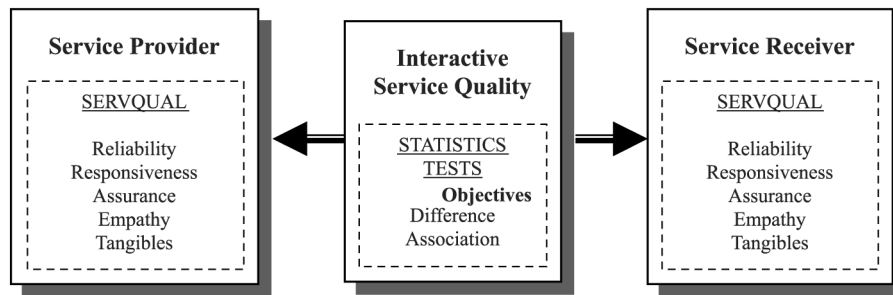 Service Provider
SERVQUAL
Reliability
Responsiveness
Assurance
Empathy
Tangibles
Interactive
Service Quality
STATISTICS
TESTS
Objectives
Difference
Association
Service Receiver
SERVQUAL
Reliability
Responsiveness
Assurance
Empathy
Tangibles